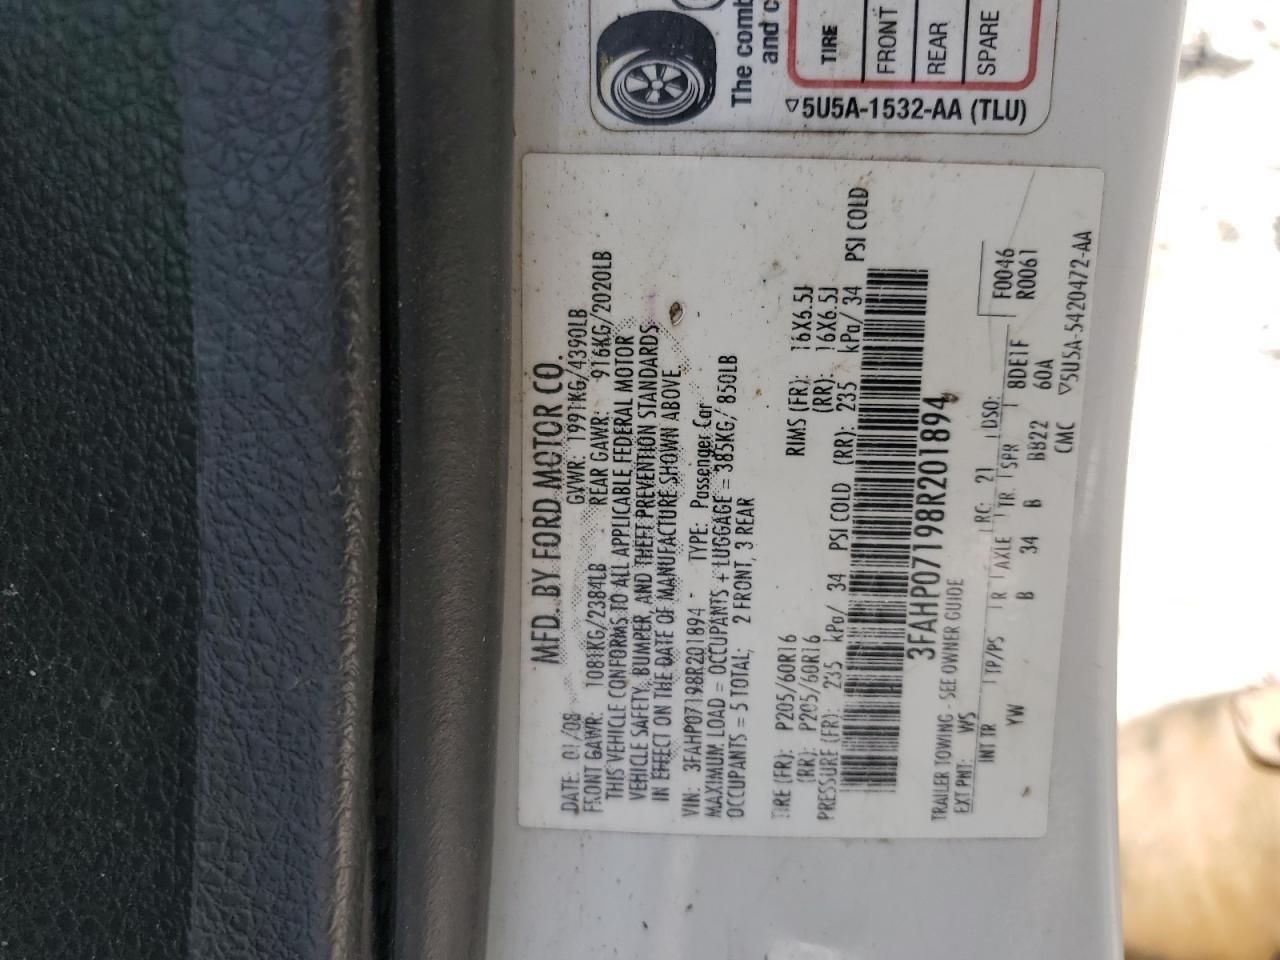 The comb
and c
TIRE
FRONT
REAR
SPARE
5U5A-1532-AA (TLU)
MFD. BY FORD MOTOR CO.
DATE: 01/08 GVWR: 1991KG/4390LB
FRONT GAWR: 1081KG/2384LB REAR GAWR: 916KG/2020LB
THIS VEHICLE CONFORMS TO ALL APPLICABLE FEDERAL MOTOR
VEHICLE SAFETY, BUMPER, AND THEFT PREVENTION STANDARDS
IN EFFECT ON THE DATE OF MANUFACTURE SHOWN ABOVE.
VIN: 3FAHP07198R201894 TYPE: Passenger Car
MAXIMUM LOAD = OCCUPANTS + LUGGAGE = 385KG/ 850LB
OCCUPANTS = 5 TOTAL; 2 FRONT, 3 REAR
TIRE (FR): P205/60R16 RIMS (FR): 16X6.5J
(RR): P205/60R16 (RR): 16X6.5J
PRESSURE (FR): 235 kPa/ 34 PSI COLD (RR): 235 kPa/ 34 PSI COLD
3FAHP07198R201894
TRAILER TOWING - SEE OWNER GUIDE
EXT PNT: WS RC: 21 DSO:
INT TR TP/PS R AXLE TR SPR 8DE1F F0046
YW B 34 B BB22 60A R0061
CMC 5U5A-5420472-AA